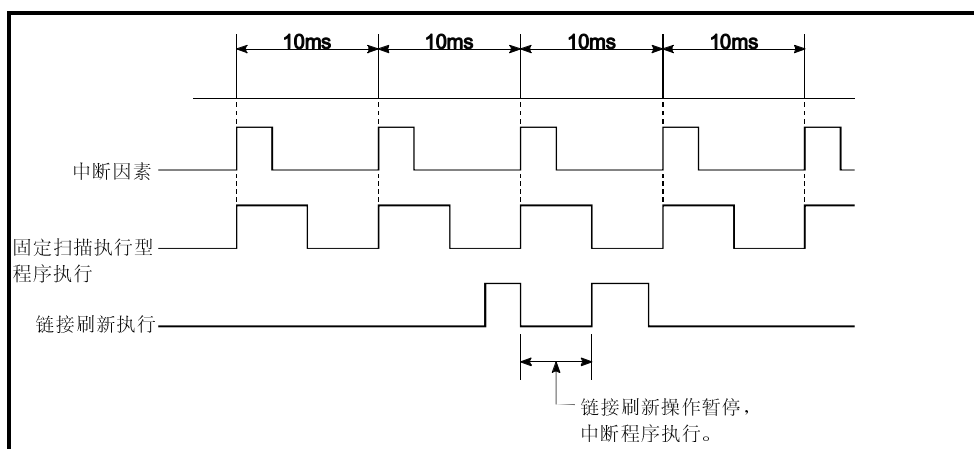 10ms 10ms 10ms 10ms
中断因素
固定扫描执行型
程序执行
链接刷新执行
链接刷新操作暂停，
中断程序执行。